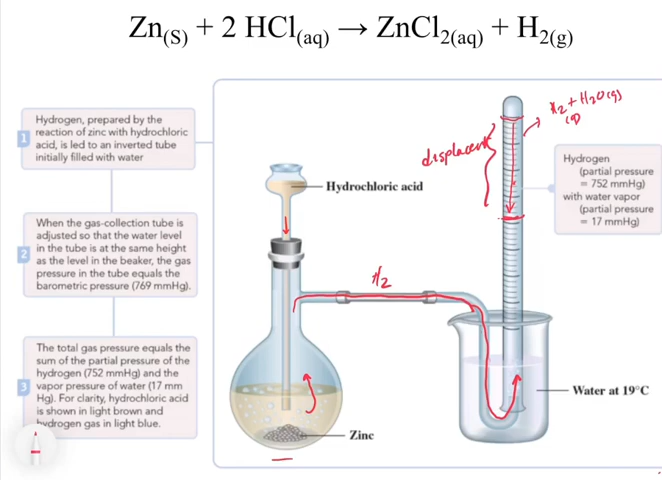 Zn(S) + 2 HCl(aq) → ZnCl2(aq) + H2(g)
1
Hydrogen, prepared by the
reaction of zinc with hydrochloric
acid, is led to an inverted tube
initially filled with water
2
When the gas-collection tube is
adjusted so that the water level
in the tube is at the same height
as the level in the beaker, the gas
pressure in the tube equals the
barometric pressure (769 mmHg).
3
The total gas pressure equals the
sum of the partial pressure of the
hydrogen (752 mmHg) and the
vapor pressure of water (17 mm
Hg). For clarity, hydrochloric acid
is shown in light brown and
hydrogen gas in light blue.
Hydrochloric acid
H2
Zinc
displacent
H2 + H2O(g)
(g)
Hydrogen
(partial pressure
= 752 mmHg)
with water vapor
(partial pressure
= 17 mmHg)
Water at 19°C